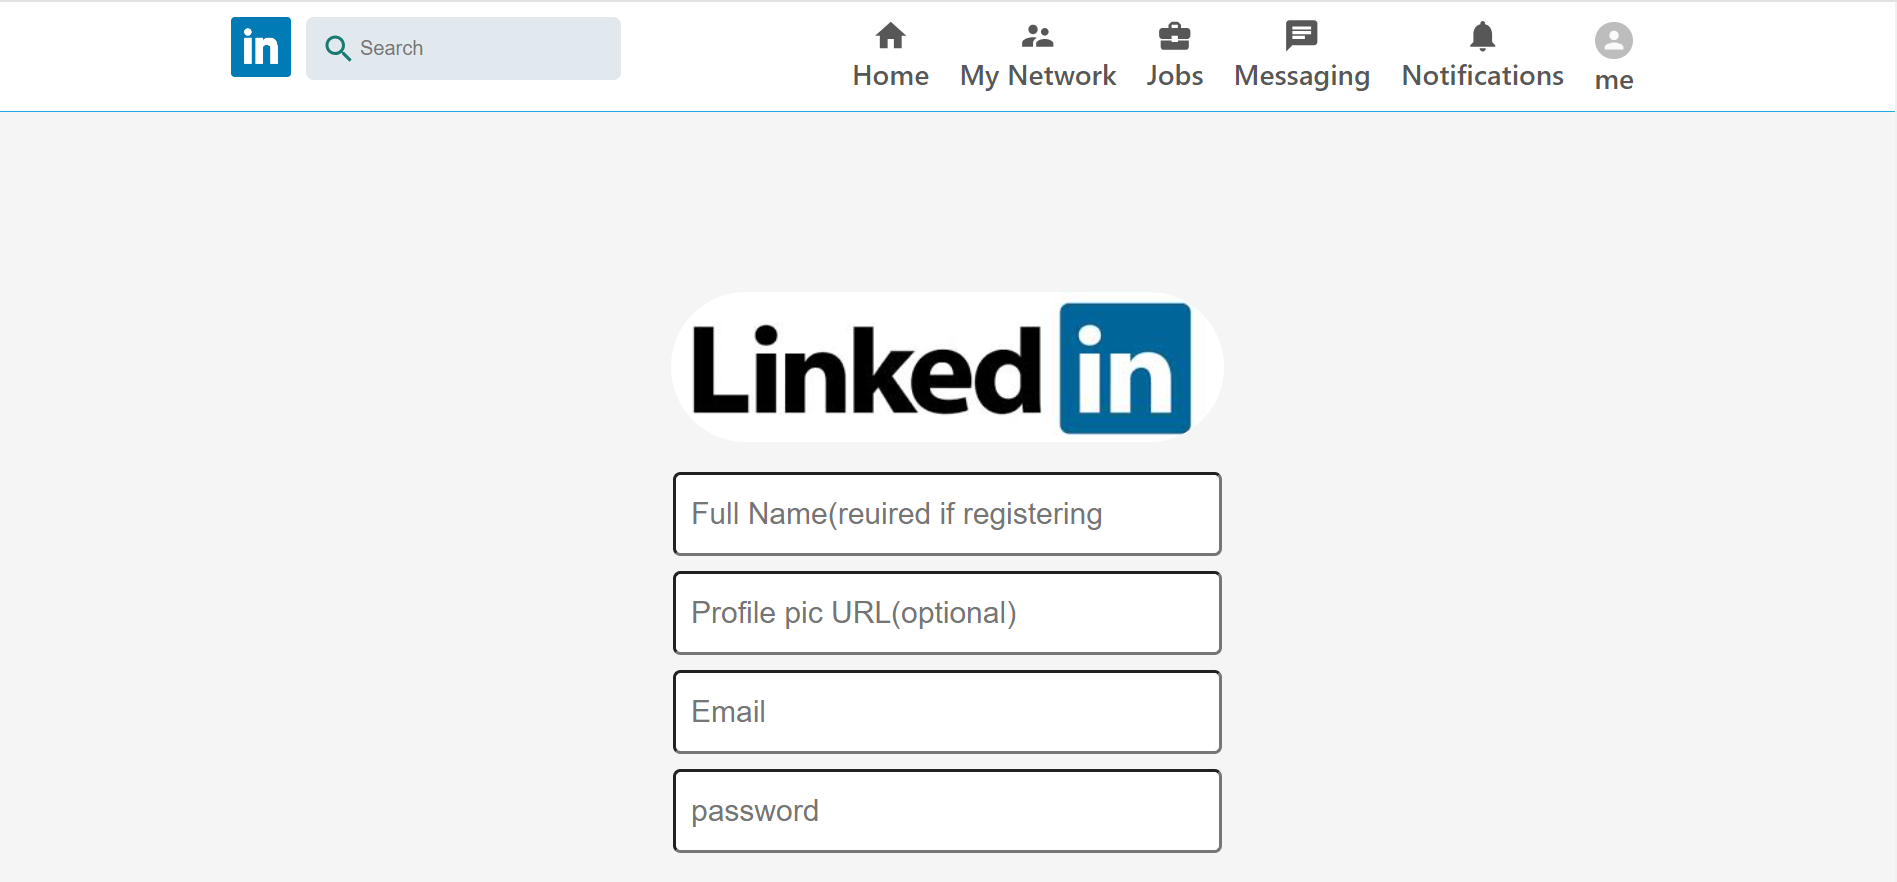 in
Search
Home
My Network
Jobs
Messaging
Notifications
me
Linked in
Full Name(reuired if registering
Profile pic URL(optional)
Email
password